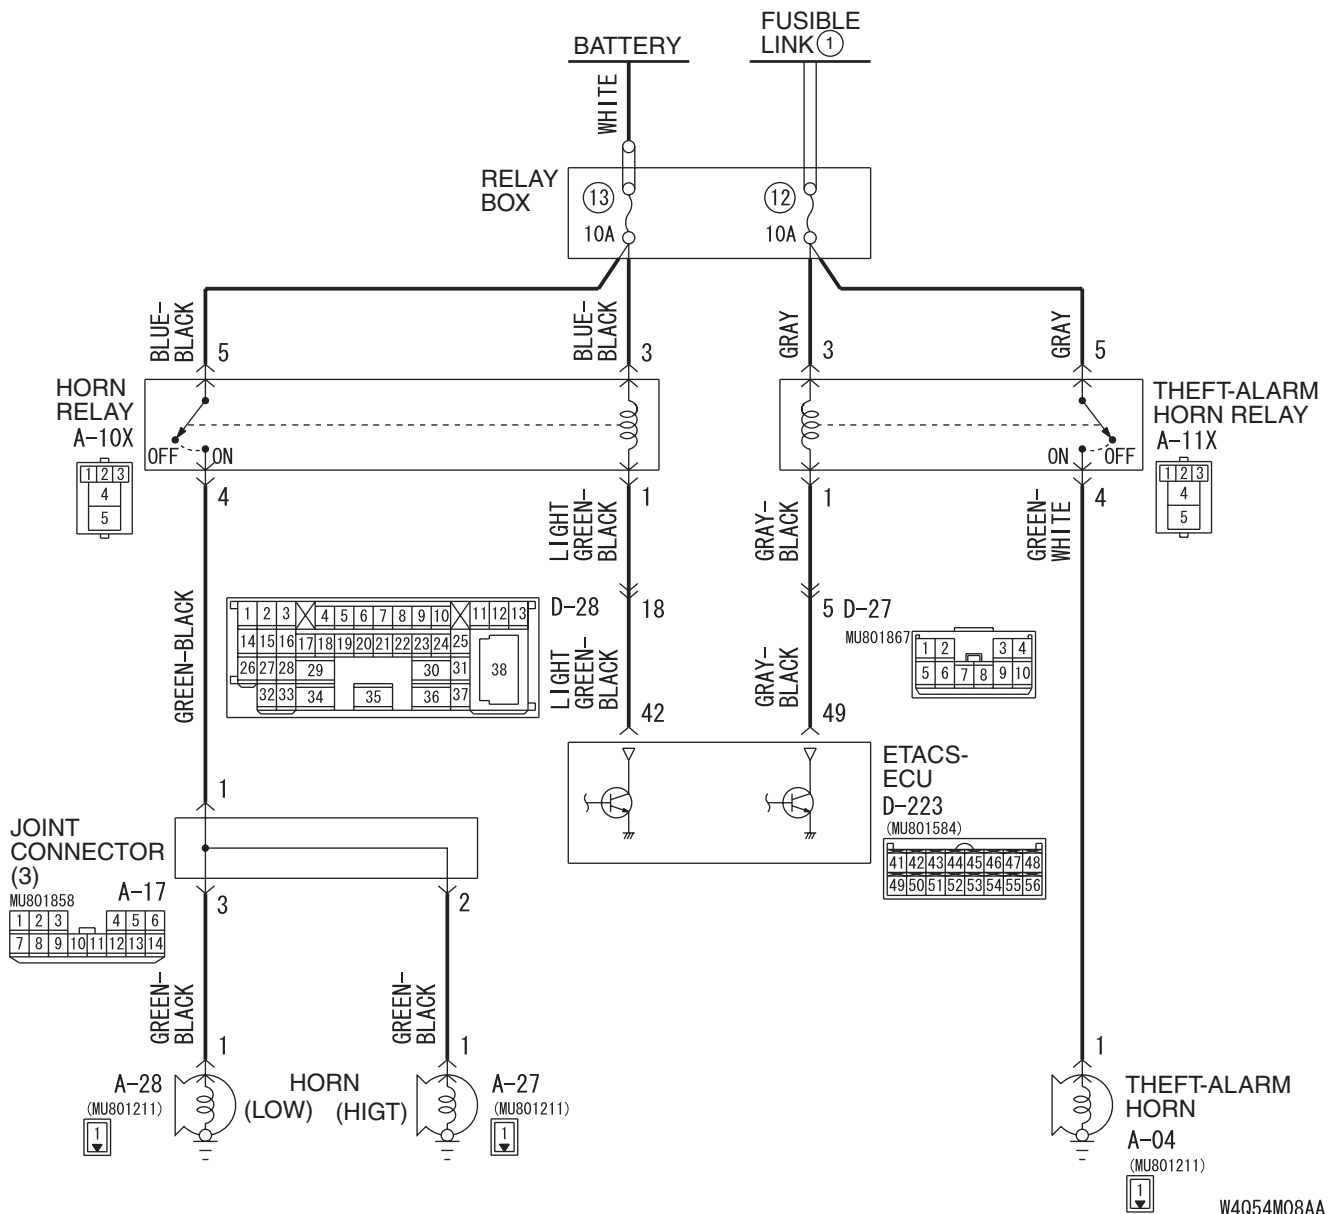 FUSIBLE
LINK①
BATTERY
WHITE
RELAY
BOX
⑬
10A
⑫
10A
BLUE-
BLACK
5
BLUE-
BLACK
3
GRAY
3
GRAY
5
HORN
RELAY
A-10X
OFF
ON
1 2 3
4
5
4
THEFT-ALARM
HORN RELAY
A-11X
ON
OFF
1 2 3
4
5
4
LIGHT
GREEN-
BLACK
1
GRAY-
BLACK
1
GREEN-
WHITE
GREEN-BLACK
D-28
18
1 2 3 4 5 6 7 8 9 10 11 12 13
14 15 16 17 18 19 20 21 22 23 24 25
26 27 28 29 30 31 38
32 33 34 35 36 37
5 D-27
MU801867
1 2 3 4
5 6 7 8 9 10
LIGHT
GREEN-
BLACK
42
GRAY-
BLACK
49
ETACS-
ECU
D-223
(MU801584)
41 42 43 44 45 46 47 48
49 50 51 52 53 54 55 56
1
JOINT
CONNECTOR
(3)
MU801858
A-17
1 2 3 4 5 6
7 8 9 10 11 12 13 14
3
2
GREEN-
BLACK
1
GREEN-
BLACK
1
1
A-28
(MU801211)
1
HORN
(LOW)
(HIGT)
A-27
(MU801211)
1
THEFT-ALARM
HORN
A-04
(MU801211)
1
W4Q54M08AA